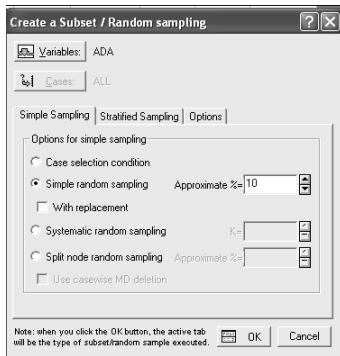 Create a Subset / Random sampling
Variables: ADA
Cases: ALL
Simple Sampling Stratified Sampling Options
Options for simple sampling
Case selection condition
Simple random sampling Approximate %= 10
With replacement
Systematic random sampling K=
Split node random sampling Approximate %=
Use casewise MD deletion
Note: when you click the OK button, the active tab
will be the type of subset/random sample executed.
OK Cancel